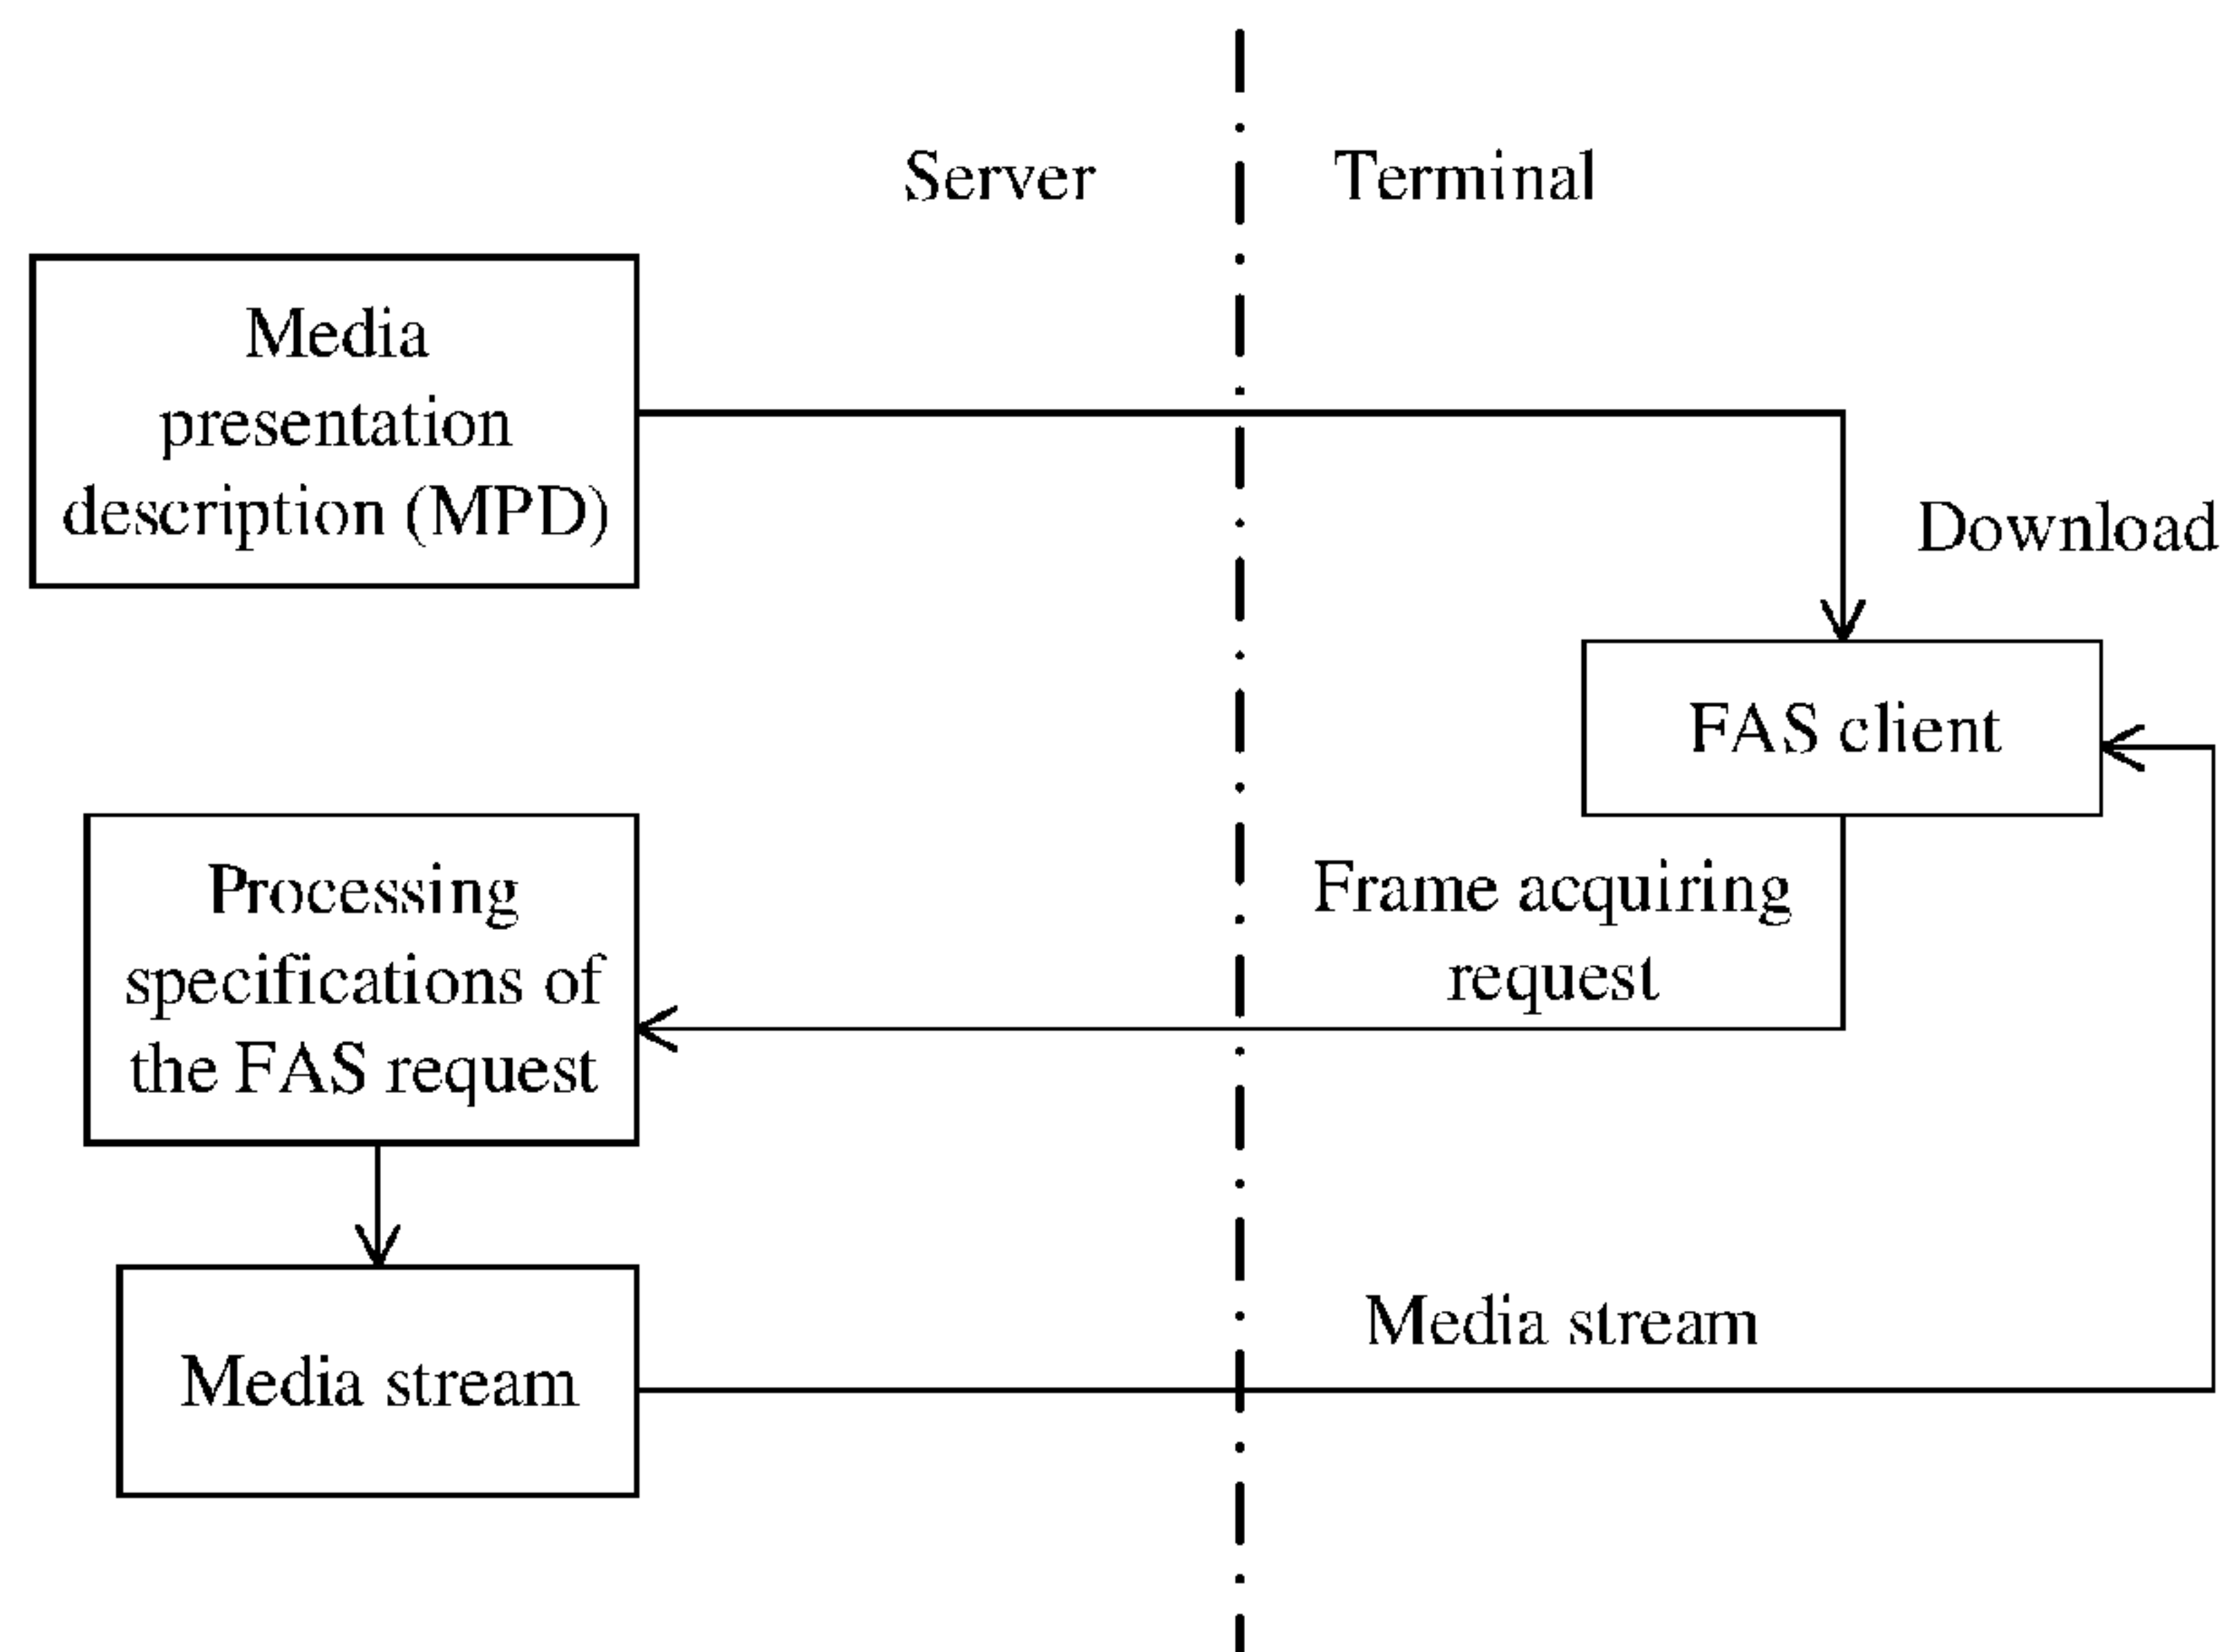 Server
Terminal
Media
presentation
description (MPD)
Download
FAS client
Processing
specifications of
the FAS request
Frame acquiring
request
Media stream
Media stream